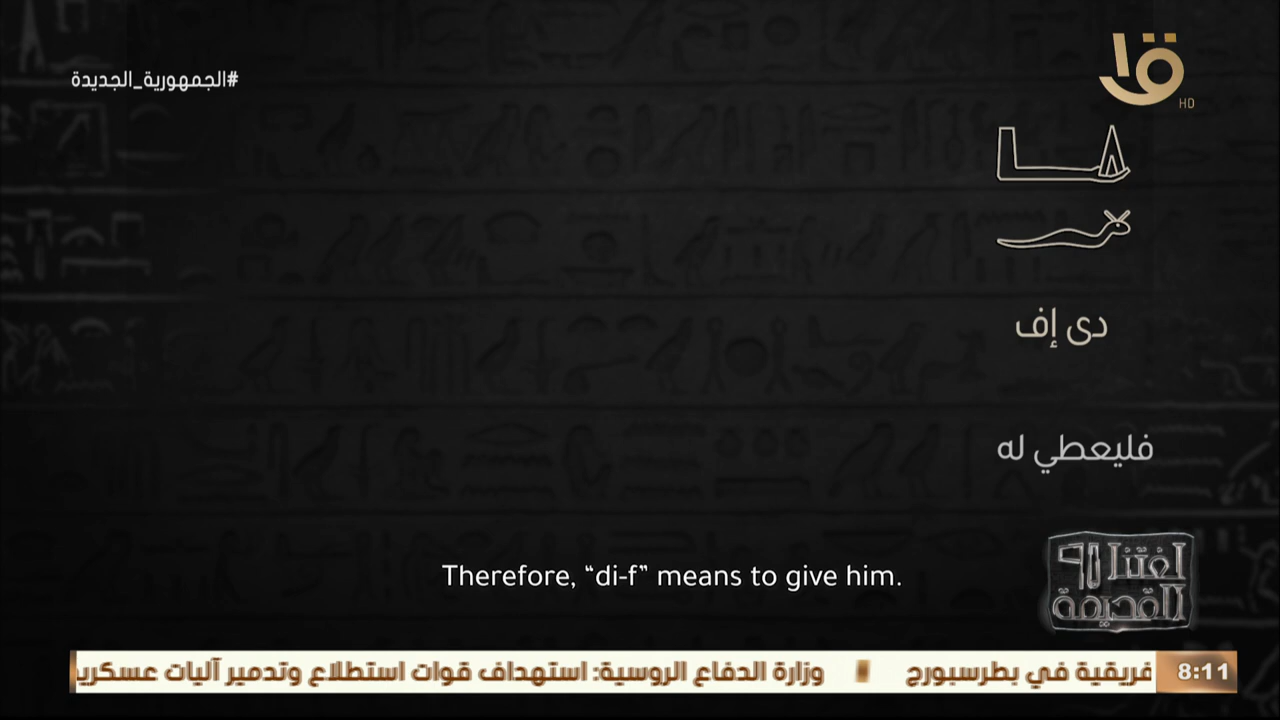 #الجمهورية_الجديدة
HD
دى إف
فليعطي له
Therefore, “di-f” means to give him.
لغتنا
القديمة
8:11
فريقية في بطرسبورج
وزارة الدفاع الروسية: استهداف قوات استطلاع وتدمير آليات عسكري